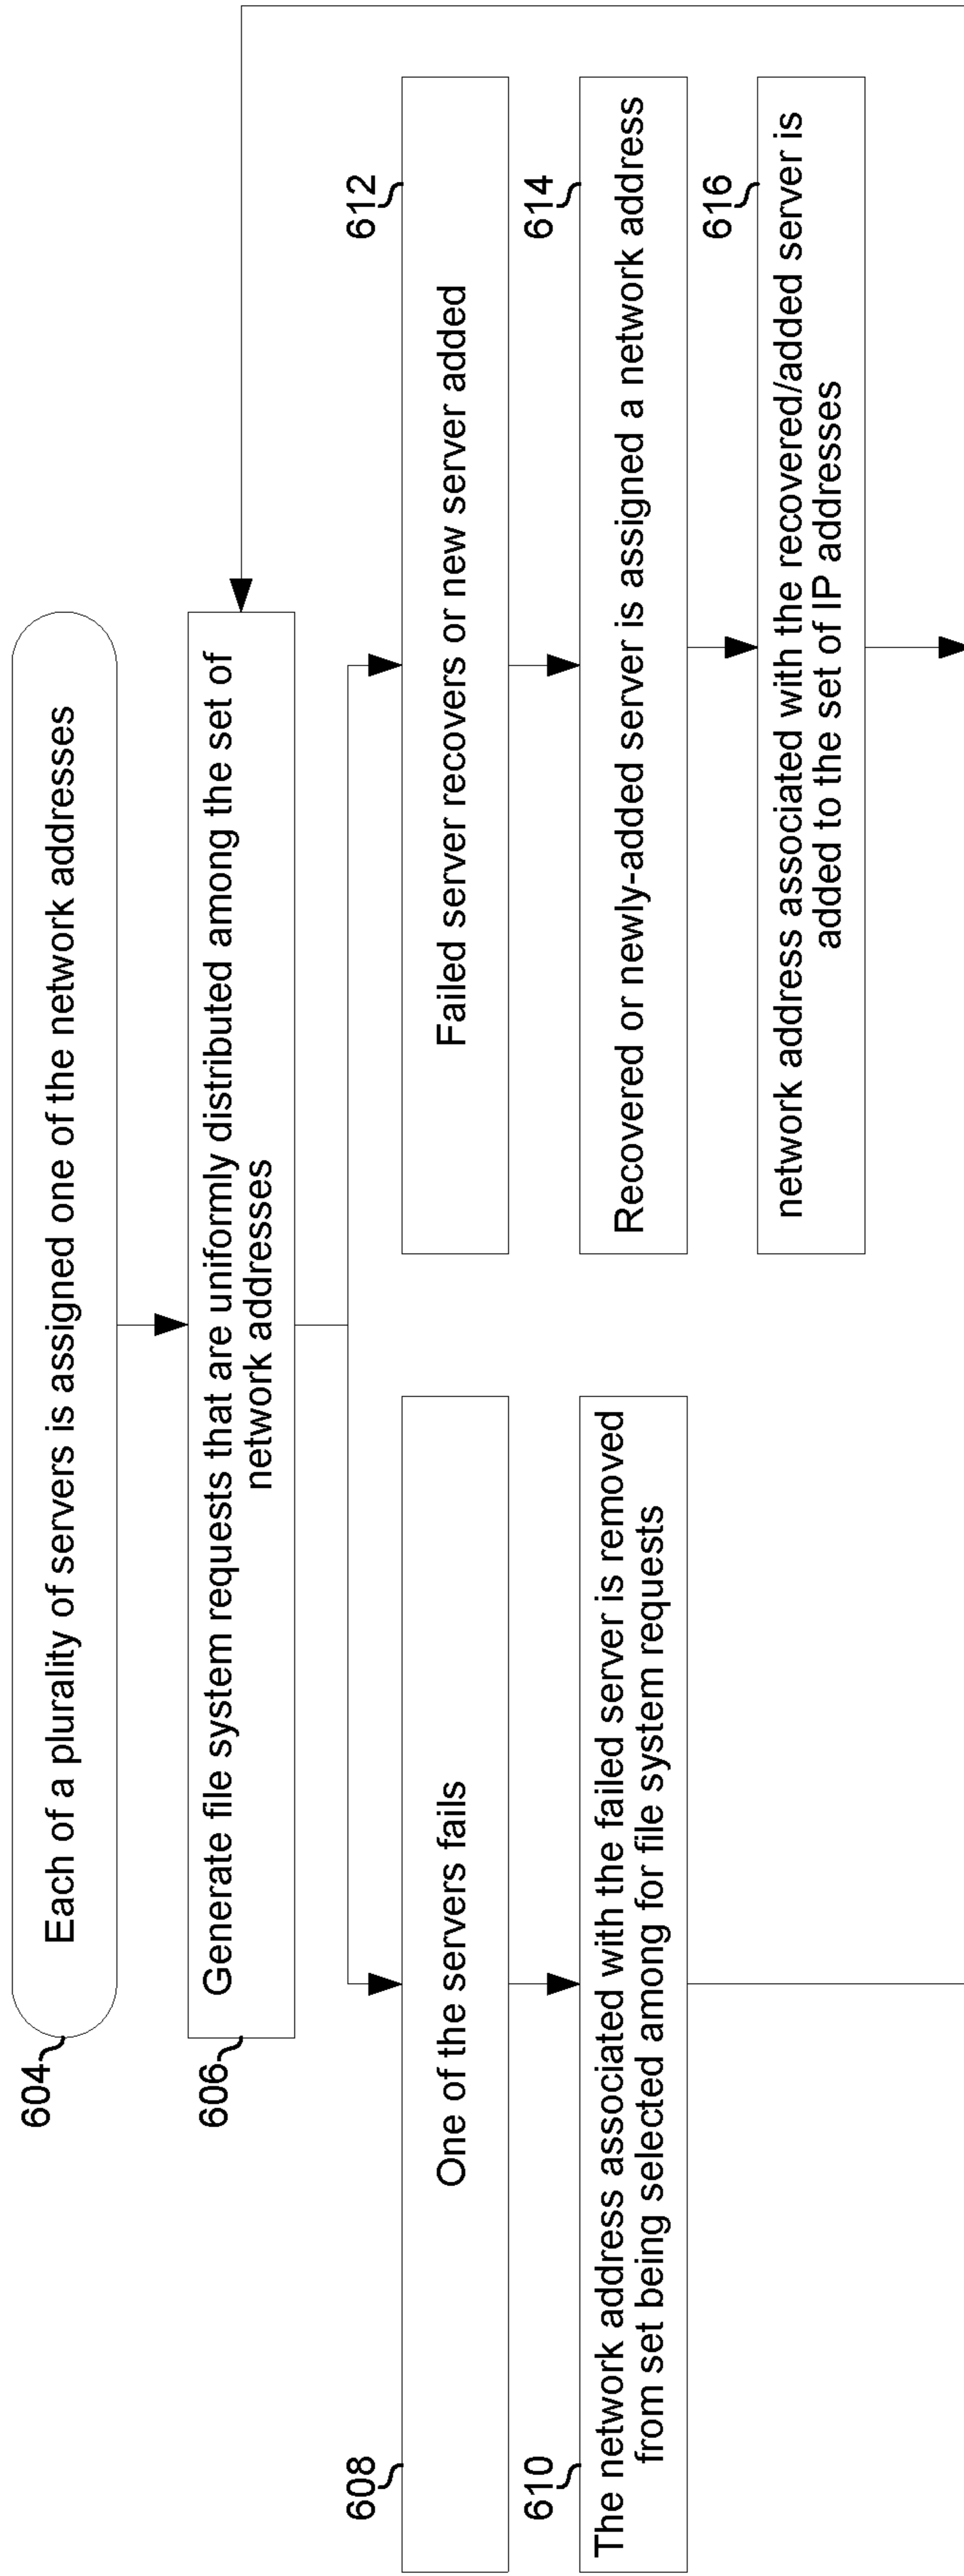 604
Each of a plurality of servers is assigned one of the network addresses
606
Generate file system requests that are uniformly distributed among the set of
network addresses
608
One of the servers fails
610
The network address associated with the failed server is removed
from set being selected among for file system requests
612
Failed server recovers or new server added
614
Recovered or newly-added server is assigned a network address
616
network address associated with the recovered/added server is
added to the set of IP addresses